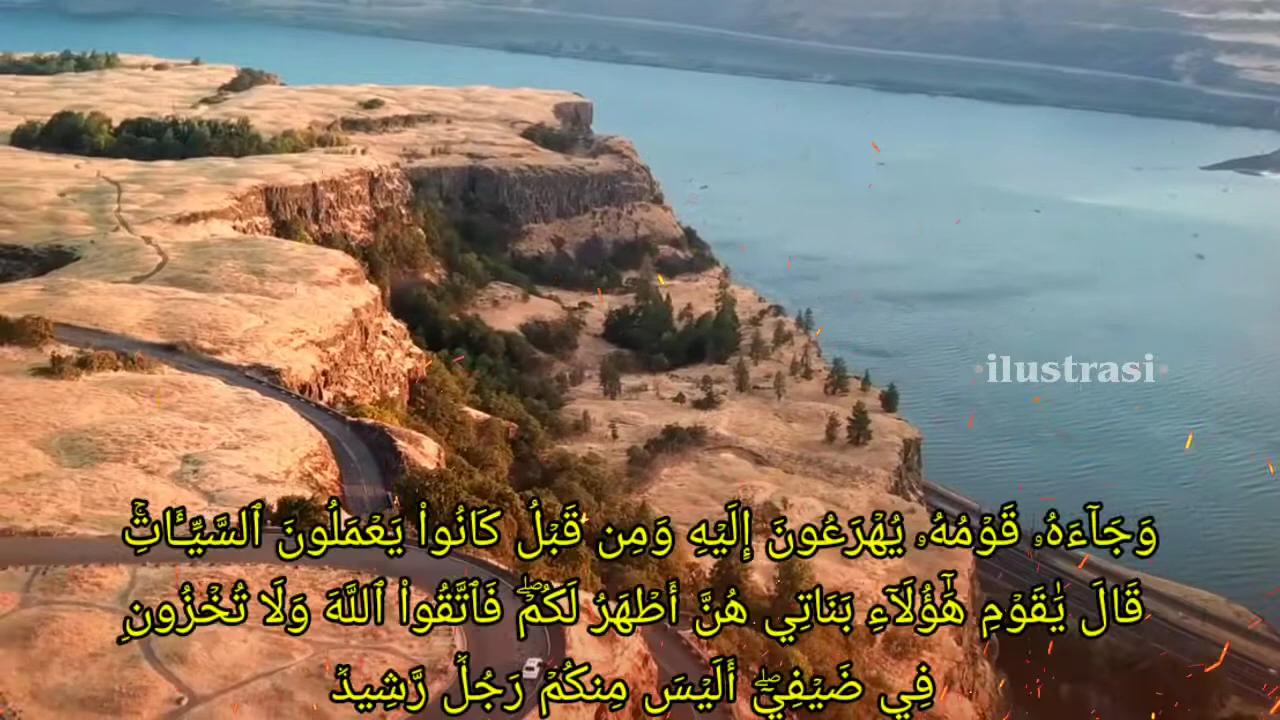 ilustrasi
وَجَآءَهُۥ قَوْمُهُۥ يُهْرَعُونَ إِلَيْهِ وَمِن قَبْلُ كَانُوا۟ يَعْمَلُونَ ٱلسَّيِّـَٔاتِۚ
قَالَ يَٰقَوْمِ هَٰٓؤُلَآءِ بَنَاتِي هُنَّ أَطْهَرُ لَكُمْۖ فَٱتَّقُوا۟ ٱللَّهَ وَلَا تُخْزُونِ
فِي ضَيْفِيٓۖ أَلَيْسَ مِنكُمْ رَجُلٌ رَّشِيدٌ